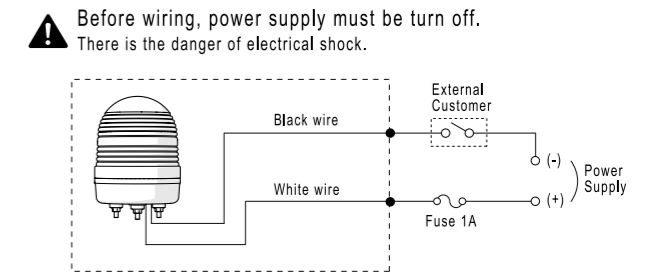 Before wiring, power supply must be turn off.
There is the danger of electrical shock.
External
Customer
Black wire
(-)
Power
Supply
White wire
(+)
Fuse 1A